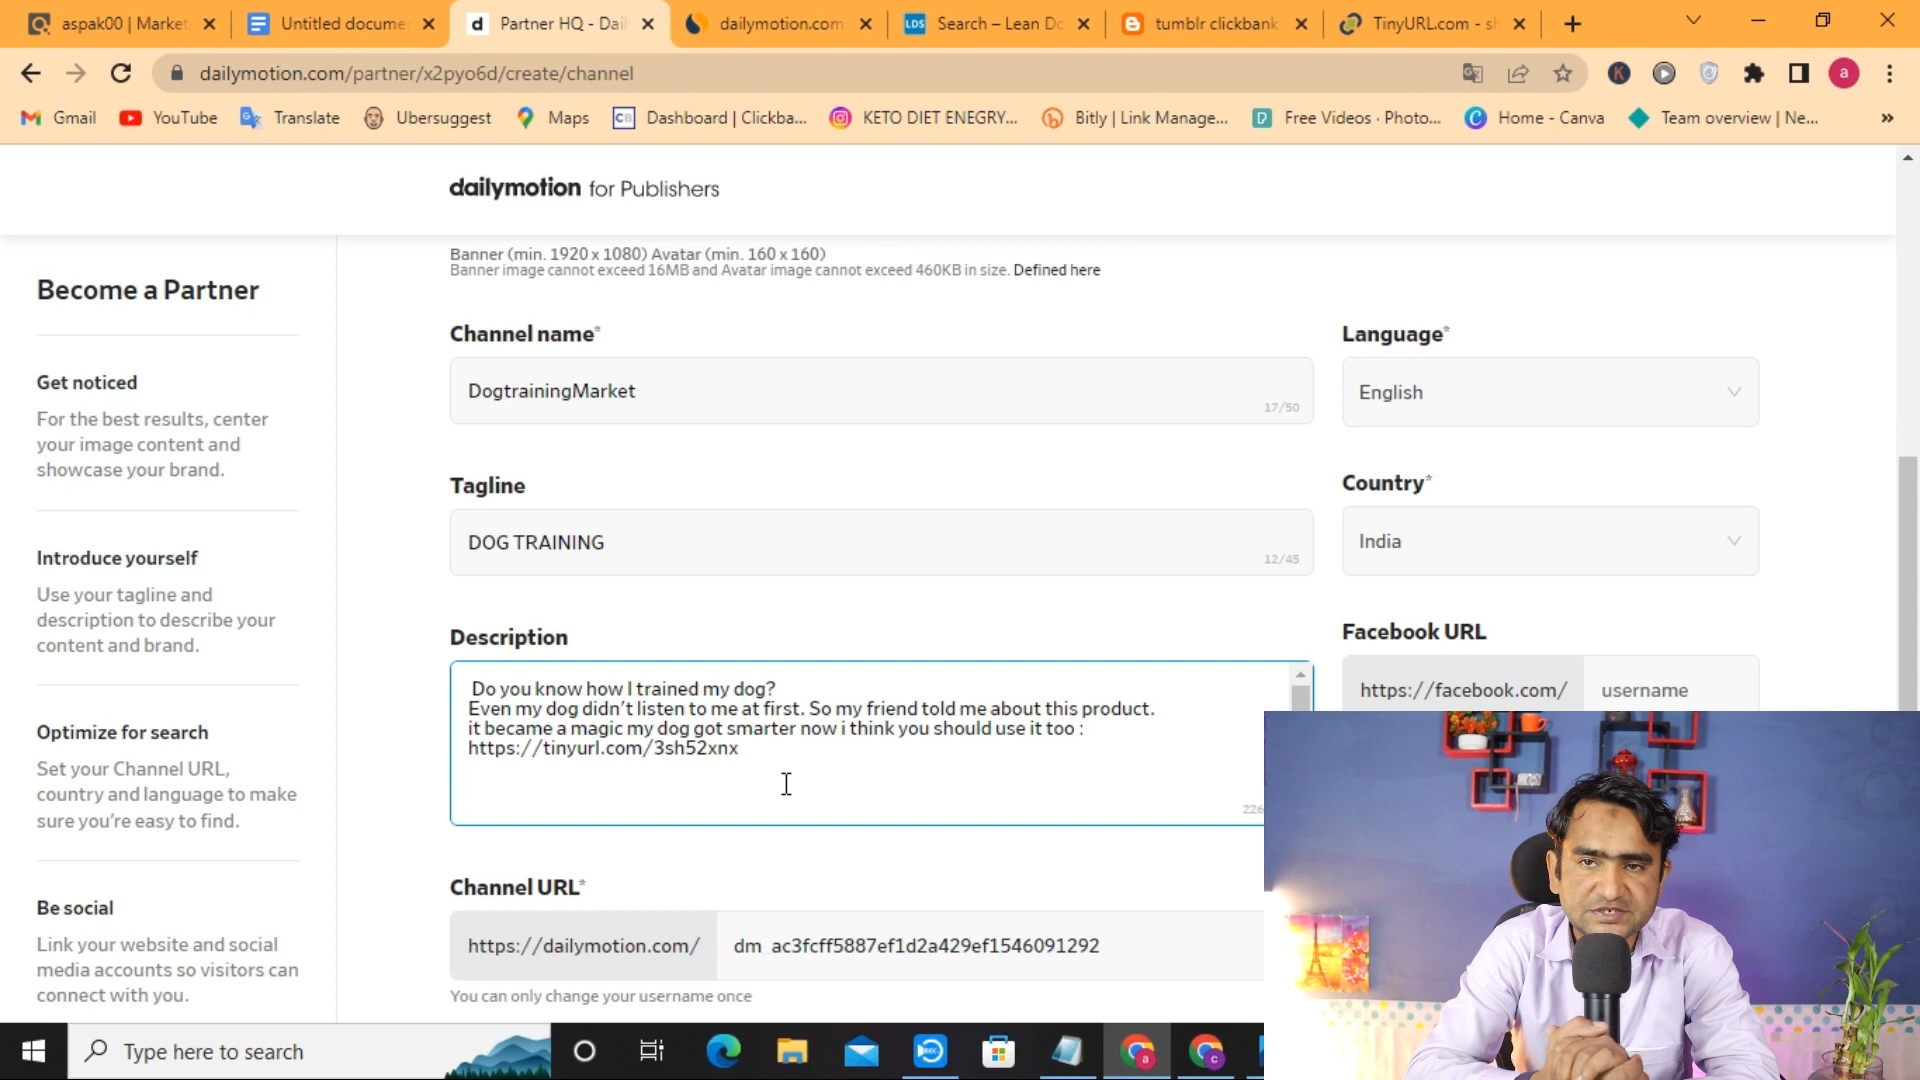 aspak00 | Market
Untitled docume
Partner HQ - Dail
dailymotion.com
Search – Lean Do
tumblr clickbank
TinyURL.com - sh
dailymotion.com/partner/x2pyo6d/create/channel
Gmail
YouTube
Translate
Ubersuggest
Maps
Dashboard | Clickba...
KETO DIET ENEGRY...
Bitly | Link Manage...
Free Videos · Photo...
Home - Canva
Team overview | Ne...
dailymotion for Publishers
Become a Partner
Get noticed
For the best results, center
your image content and
showcase your brand.
Introduce yourself
Use your tagline and
description to describe your
content and brand.
Optimize for search
Set your Channel URL,
country and language to make
sure you're easy to find.
Be social
Link your website and social
media accounts so visitors can
connect with you.
Banner (min. 1920 x 1080) Avatar (min. 160 x 160)
Banner image cannot exceed 16MB and Avatar image cannot exceed 460KB in size. Defined here
Channel name*
DogtrainingMarket
17/50
Language*
English
Tagline
DOG TRAINING
12/45
Country*
India
Description
Do you know how I trained my dog?
Even my dog didn't listen to me at first. So my friend told me about this product.
it became a magic my dog got smarter now i think you should use it too :
https://tinyurl.com/3sh52xnx
226
Facebook URL
https://facebook.com/
username
Channel URL*
https://dailymotion.com/
dm_ac3fcff5887ef1d2a429ef1546091292
You can only change your username once
Type here to search